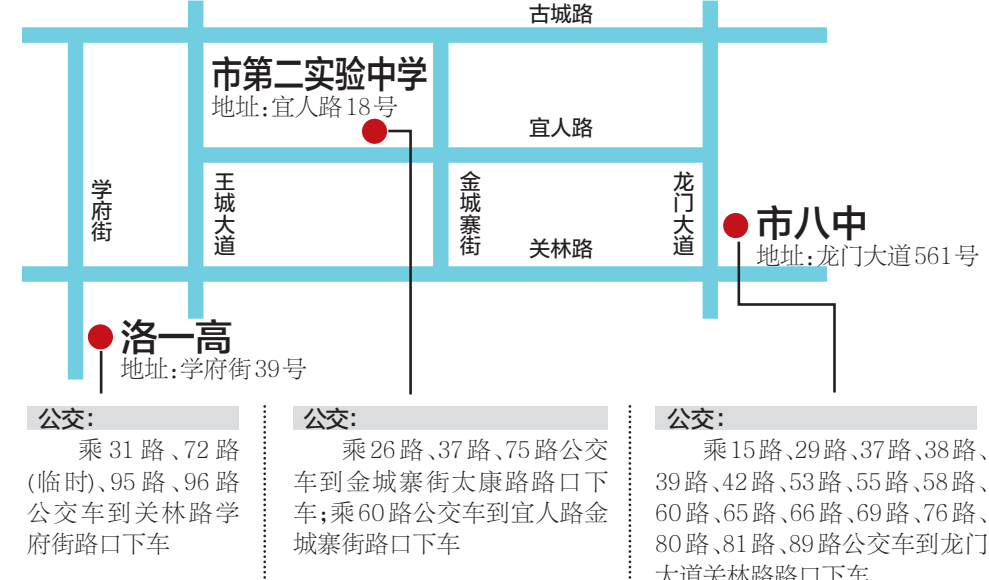 古城路
市第二实验中学
地址:宜人路18号
宜人路
学府街
王城大道
金城寨街
龙门大道
市八中
关林路
地址:龙门大道561号
洛一高
地址:学府街39号
公交:
乘31路、72路
(临时)、95路、96路
公交车到关林路学
府街路口下车
公交:
乘26路、37路、75路公交
车到金城寨街太康路路口下
车;乘60路公交车到宜人路金
城寨街路口下车
公交:
乘15路、29路、37路、38路、
39路、42路、53路、55路、58路、
60路、65路、66路、69路、76路、
80路、81路、89路公交车到龙门
大道关林路路口下车